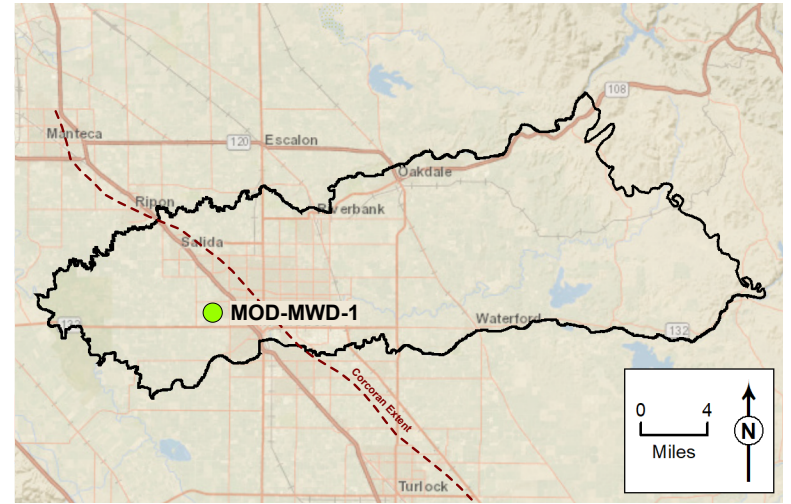 108
Manteca
120
Escalon
Oakdale
Ripon
Riverbank
Salida
MOD-MWD-1
132
Waterford
132
Corcoran Extent
0 4
Miles
N
Turlock